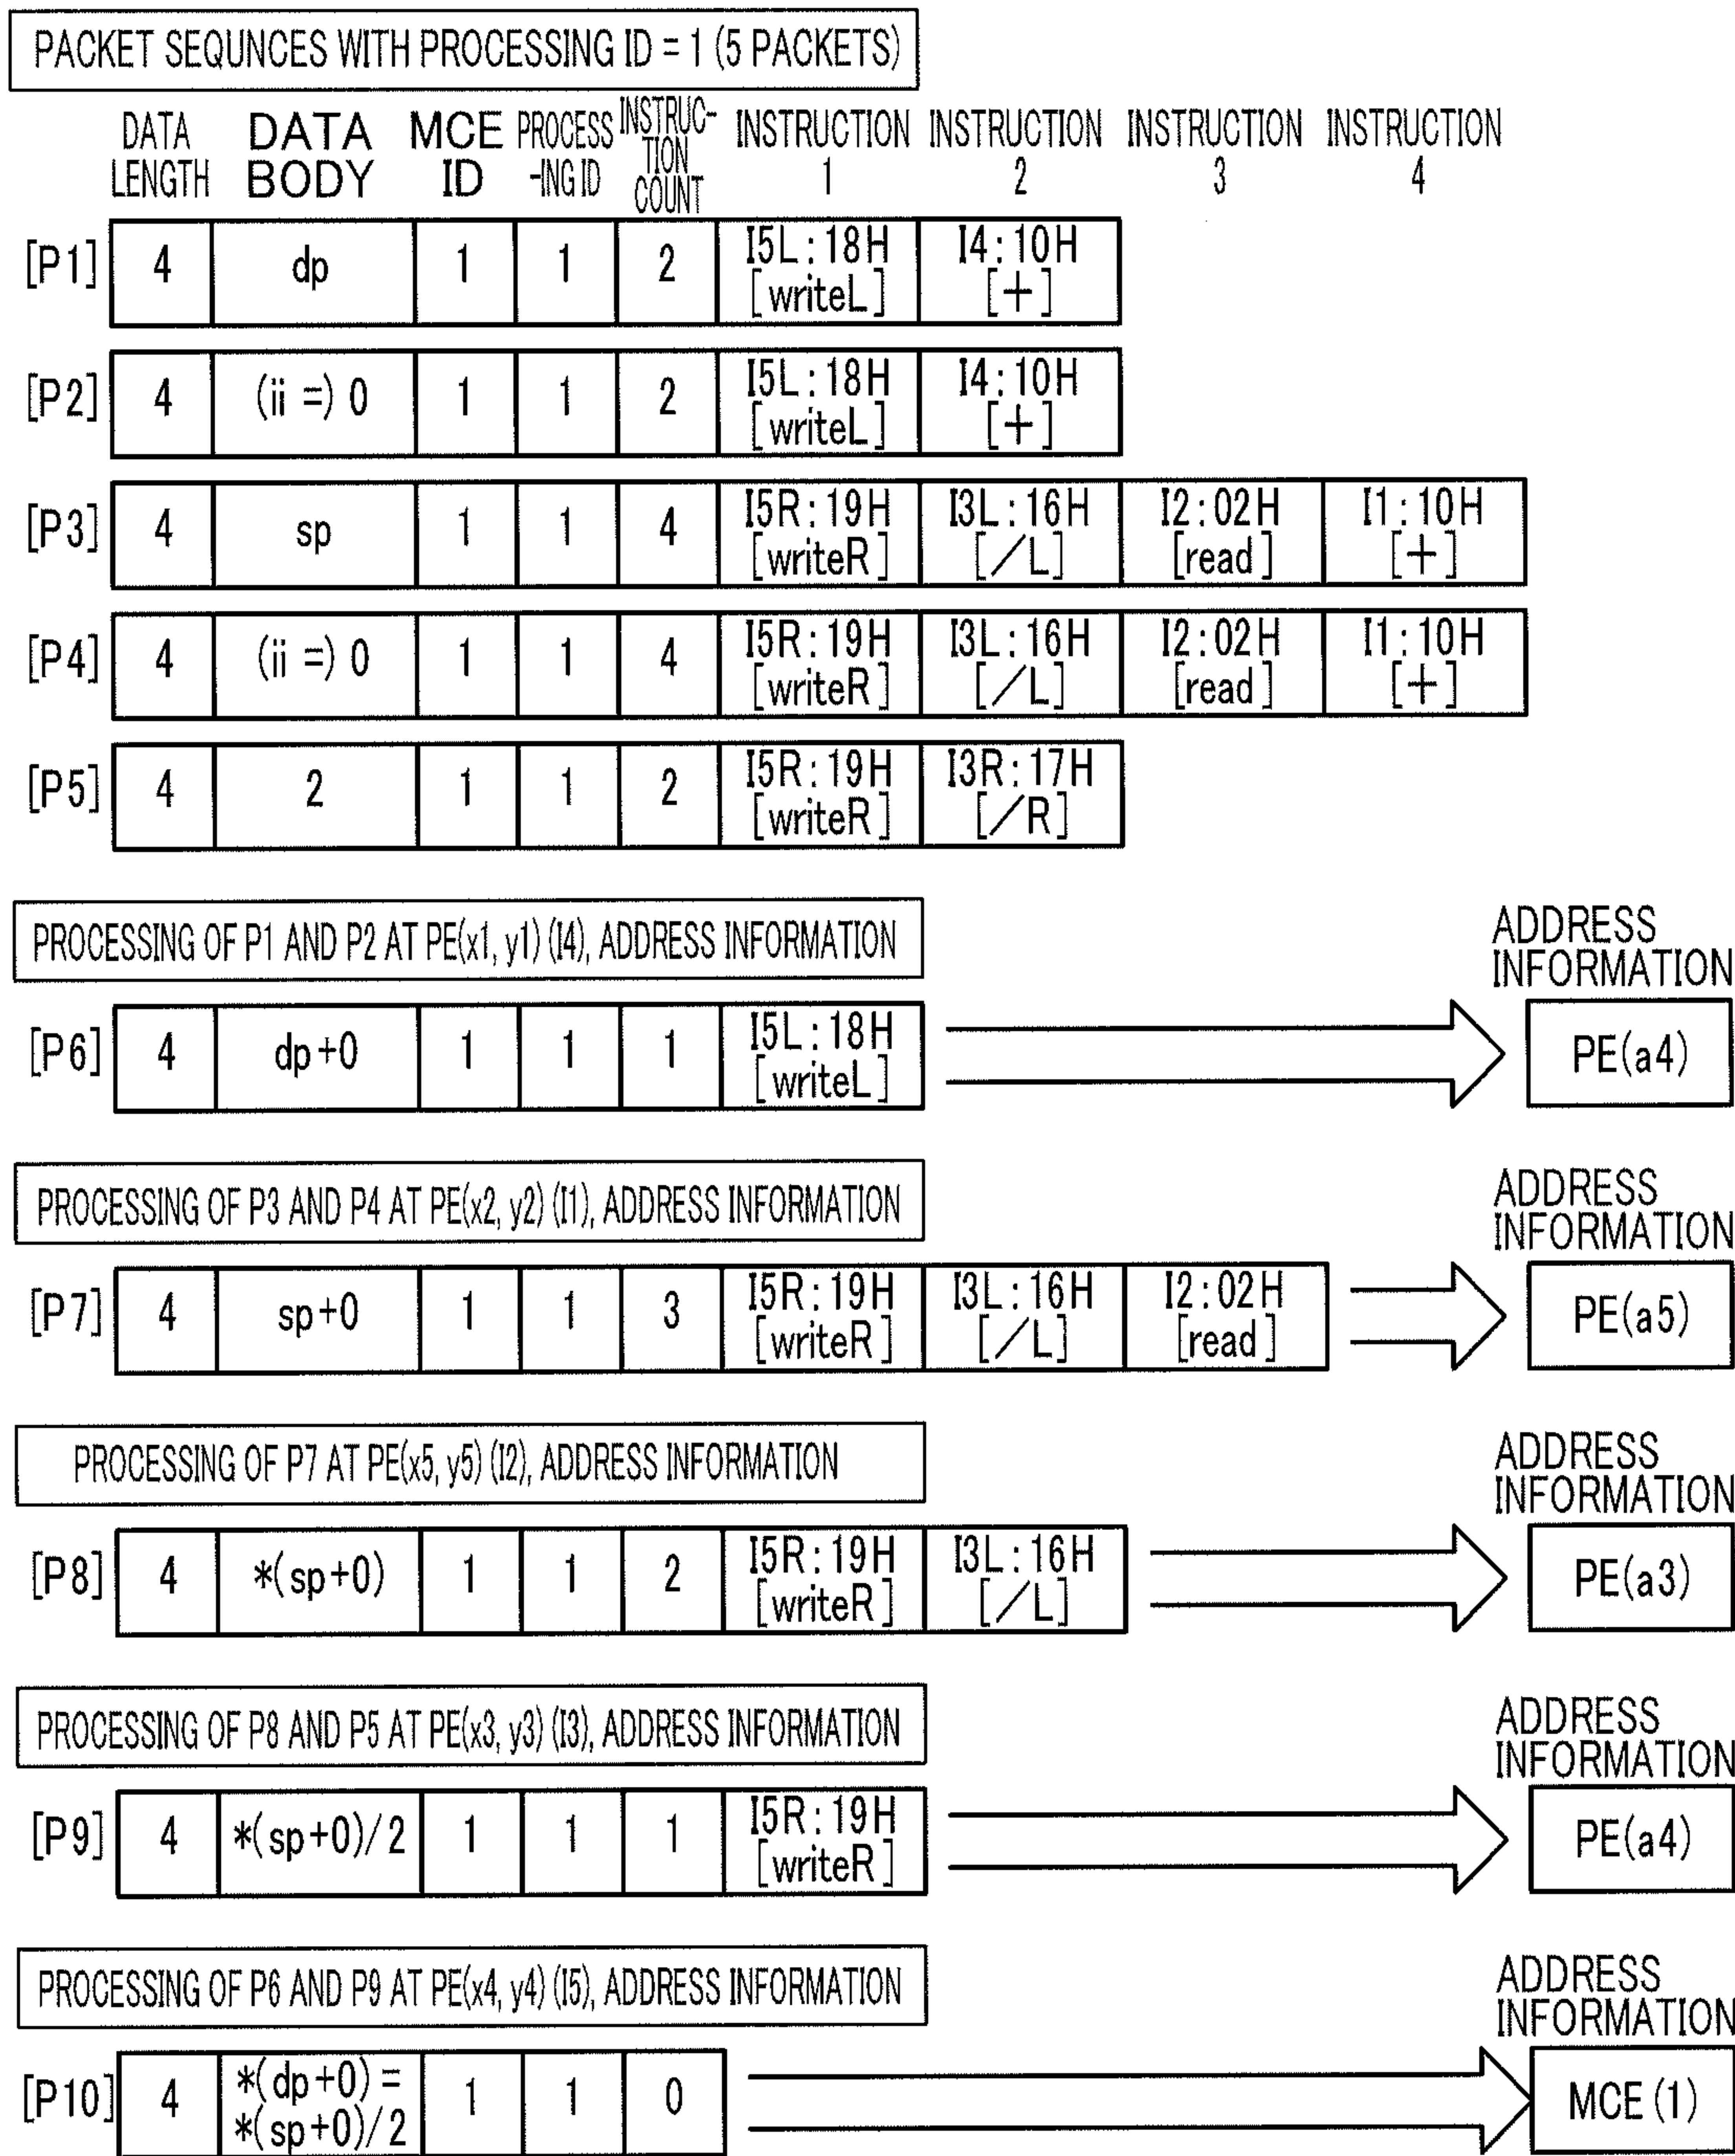 PACKET SEQUNCES WITH PROCESSING ID = 1 (5 PACKETS)
DATA LENGTH DATA BODY MCE ID PROCESS-ING ID INSTRUC-TION COUNT INSTRUCTION 1 INSTRUCTION 2 INSTRUCTION 3 INSTRUCTION 4
[P1] 4 dp 1 1 2 I5L:18H [writeL] I4:10H [+]
[P2] 4 (ii =) 0 1 1 2 I5L:18H [writeL] I4:10H [+]
[P3] 4 sp 1 1 4 I5R:19H [writeR] I3L:16H [/L] I2:02H [read] I1:10H [+]
[P4] 4 (ii =) 0 1 1 4 I5R:19H [writeR] I3L:16H [/L] I2:02H [read] I1:10H [+]
[P5] 4 2 1 1 2 I5R:19H [writeR] I3R:17H [/R]
PROCESSING OF P1 AND P2 AT PE(x1, y1) (I4), ADDRESS INFORMATION
ADDRESS INFORMATION
[P6] 4 dp+0 1 1 1 I5L:18H [writeL] PE(a4)
PROCESSING OF P3 AND P4 AT PE(x2, y2) (I1), ADDRESS INFORMATION
ADDRESS INFORMATION
[P7] 4 sp+0 1 1 3 I5R:19H [writeR] I3L:16H [/L] I2:02H [read] PE(a5)
PROCESSING OF P7 AT PE(x5, y5) (I2), ADDRESS INFORMATION
ADDRESS INFORMATION
[P8] 4 *(sp+0) 1 1 2 I5R:19H [writeR] I3L:16H [/L] PE(a3)
PROCESSING OF P8 AND P5 AT PE(x3, y3) (I3), ADDRESS INFORMATION
ADDRESS INFORMATION
[P9] 4 *(sp+0)/2 1 1 1 I5R:19H [writeR] PE(a4)
PROCESSING OF P6 AND P9 AT PE(x4, y4) (I5), ADDRESS INFORMATION
ADDRESS INFORMATION
[P10] 4 *(dp+0) = *(sp+0)/2 1 1 0 MCE(1)